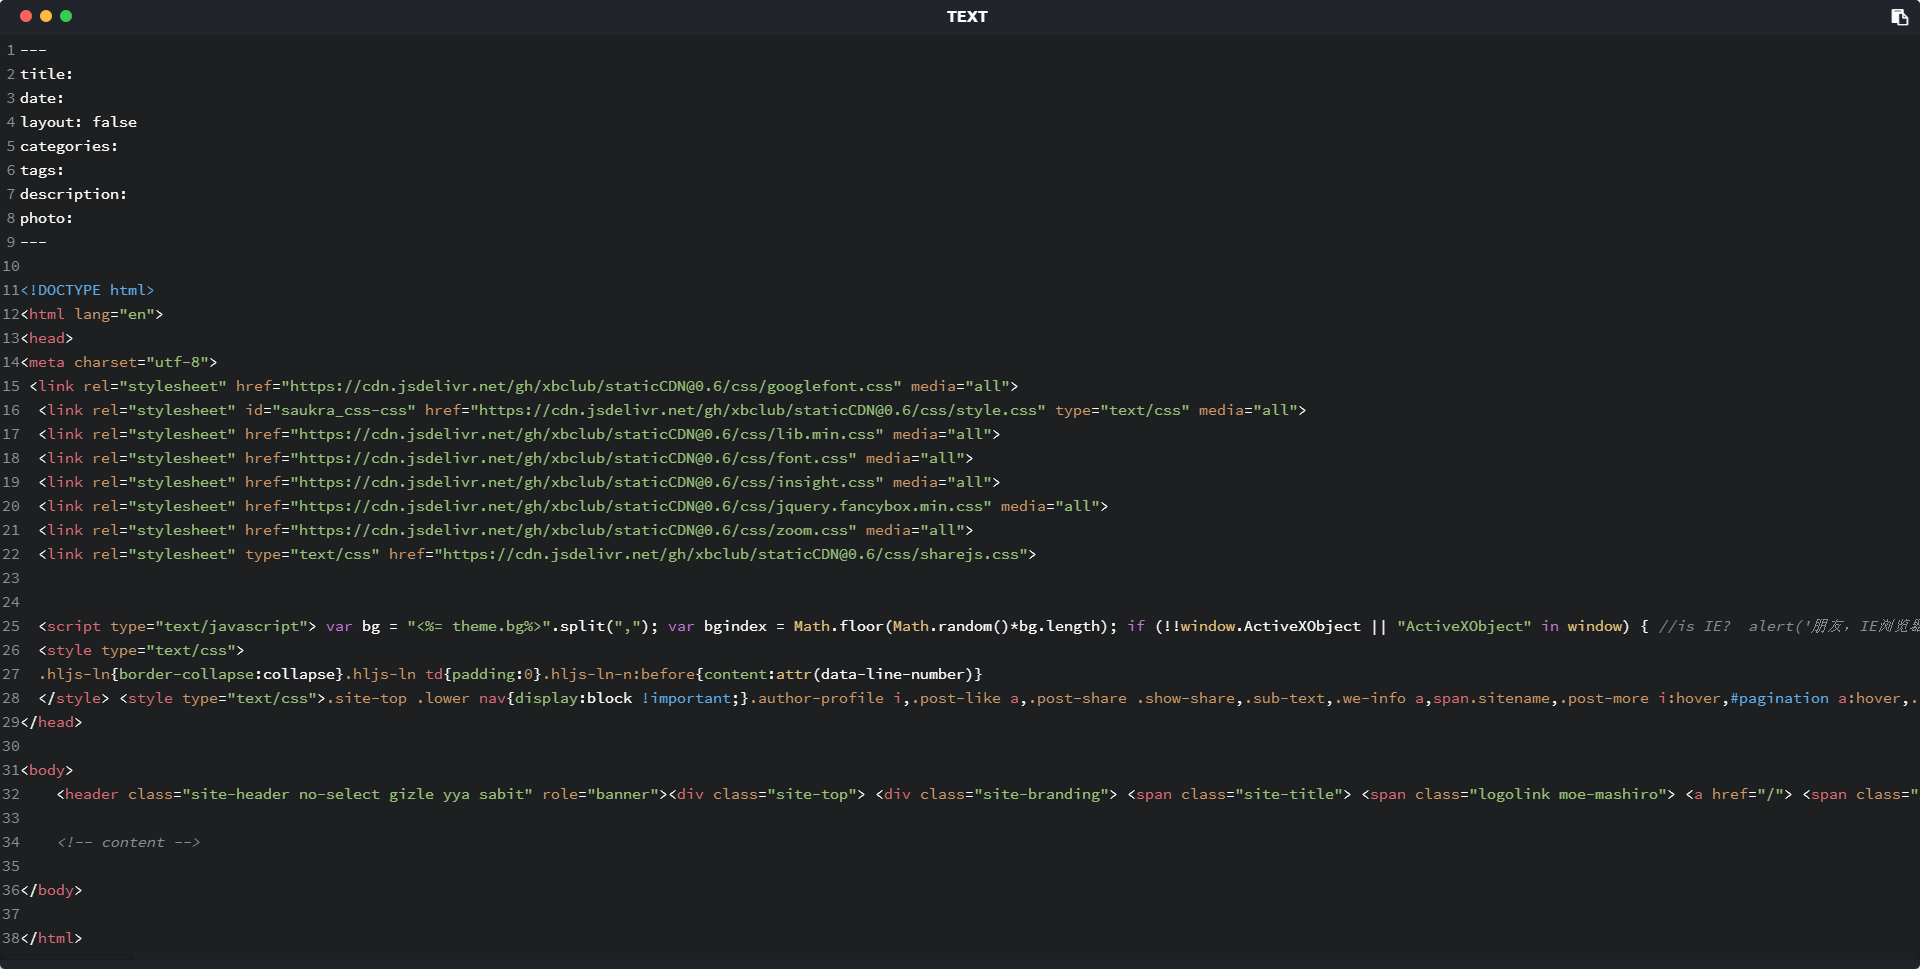 TEXT
1 ---
2 title:
3 date:
4 layout: false
5 categories:
6 tags:
7 description:
8 photo:
9 ---
10
11 <!DOCTYPE html>
12 <html lang="en">
13 <head>
14 <meta charset="utf-8">
15 <link rel="stylesheet" href="https://cdn.jsdelivr.net/gh/xbclub/staticCDN@0.6/css/googlefont.css" media="all">
16 <link rel="stylesheet" id="saukra_css-css" href="https://cdn.jsdelivr.net/gh/xbclub/staticCDN@0.6/css/style.css" type="text/css" media="all">
17 <link rel="stylesheet" href="https://cdn.jsdelivr.net/gh/xbclub/staticCDN@0.6/css/lib.min.css" media="all">
18 <link rel="stylesheet" href="https://cdn.jsdelivr.net/gh/xbclub/staticCDN@0.6/css/font.css" media="all">
19 <link rel="stylesheet" href="https://cdn.jsdelivr.net/gh/xbclub/staticCDN@0.6/css/insight.css" media="all">
20 <link rel="stylesheet" href="https://cdn.jsdelivr.net/gh/xbclub/staticCDN@0.6/css/jquery.fancybox.min.css" media="all">
21 <link rel="stylesheet" href="https://cdn.jsdelivr.net/gh/xbclub/staticCDN@0.6/css/zoom.css" media="all">
22 <link rel="stylesheet" type="text/css" href="https://cdn.jsdelivr.net/gh/xbclub/staticCDN@0.6/css/sharejs.css">
23
24
25 <script type="text/javascript"> var bg = "<%= theme.bg%>".split(","); var bgindex = Math.floor(Math.random()*bg.length); if (!!window.ActiveXObject || "ActiveXObject" in window) { //is IE?  alert('朋友，IE浏览
26 <style type="text/css">
27 .hljs-ln{border-collapse:collapse}.hljs-ln td{padding:0}.hljs-ln-n:before{content:attr(data-line-number)}
28 </style> <style type="text/css">.site-top .lower nav{display:block !important;}.author-profile i,.post-like a,.post-share .show-share,.sub-text,.we-info a,span.sitename,.post-more i:hover,#pagination a:hover,.
29 </head>
30
31 <body>
32 <header class="site-header no-select gizle yya sabit" role="banner"><div class="site-top"> <div class="site-branding"> <span class="site-title"> <span class="logolink moe-mashiro"> <a href="/"> <span class="
33
34 <!-- content -->
35
36 </body>
37
38 </html>